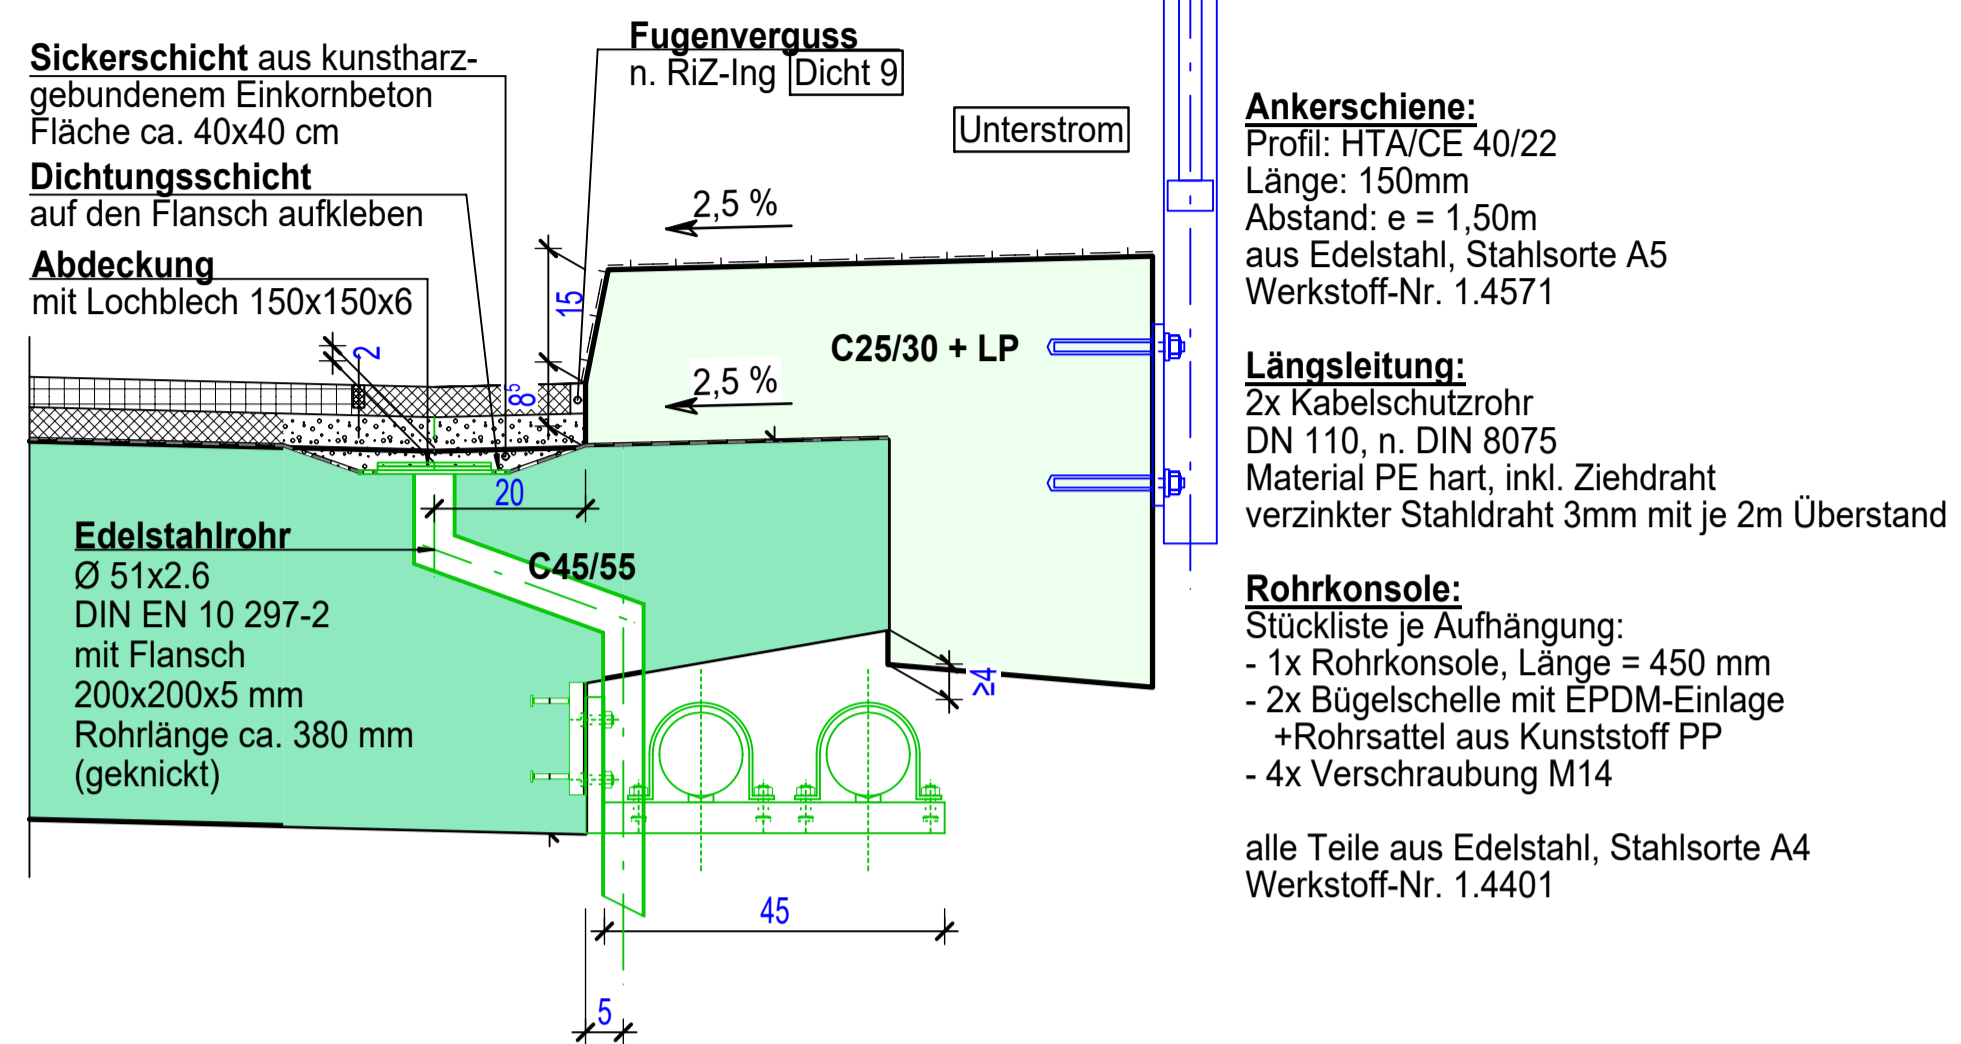 Sickerschicht aus kunstharz-
gebundenem Einkornbeton
Fläche ca. 40x40 cm
Dichtungsschicht
auf den Flansch aufkleben
Abdeckung
mit Lochblech 150x150x6
Fugenverguss
n. RiZ-Ing Dicht 9
Unterstrom
2,5 %
15
2
8⁵
2,5 %
C25/30 + LP
20
C45/55
Edelstahlrohr
Ø 51x2.6
DIN EN 10 297-2
mit Flansch
200x200x5 mm
Rohrlänge ca. 380 mm
(geknickt)
≥4
45
5
Ankerschiene:
Profil: HTA/CE 40/22
Länge: 150mm
Abstand: e = 1,50m
aus Edelstahl, Stahlsorte A5
Werkstoff-Nr. 1.4571
Längsleitung:
2x Kabelschutzrohr
DN 110, n. DIN 8075
Material PE hart, inkl. Ziehdraht
verzinkter Stahldraht 3mm mit je 2m Überstand
Rohrkonsole:
Stückliste je Aufhängung:
- 1x Rohrkonsole, Länge = 450 mm
- 2x Bügelschelle mit EPDM-Einlage
+Rohrsattel aus Kunststoff PP
- 4x Verschraubung M14
alle Teile aus Edelstahl, Stahlsorte A4
Werkstoff-Nr. 1.4401